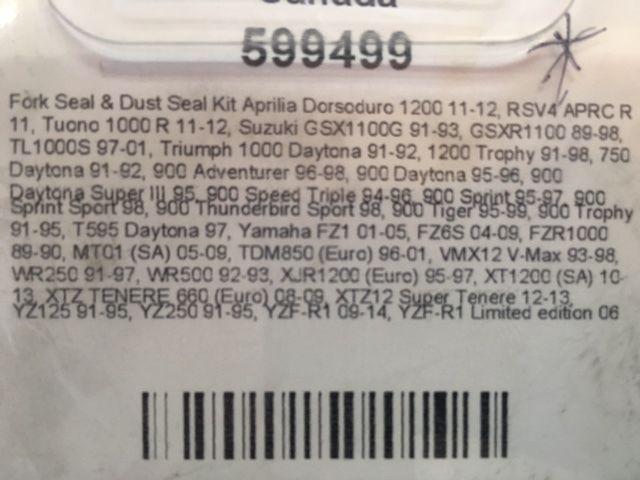 Canada
599499
Fork Seal & Dust Seal Kit Aprilia Dorsoduro 1200 11-12, RSV4 APRC R
11, Tuono 1000 R 11-12, Suzuki GSX1100G 91-93, GSXR1100 89-98,
TL1000S 97-01, Triumph 1000 Daytona 91-92, 1200 Trophy 91-98, 750
Daytona 91-92, 900 Adventurer 96-98, 900 Daytona 95-96, 900
Daytona Super III 95, 900 Speed Triple 94-96, 900 Sprint 95-97, 900
Sprint Sport 98, 900 Thunderbird Sport 98, 900 Tiger 95-99, 900 Trophy
91-95, T595 Daytona 97, Yamaha FZ1 01-05, FZ6S 04-09, FZR1000
89-90, MT01 (SA) 05-09, TDM850 (Euro) 96-01, VMX12 V-Max 93-98,
WR250 91-97, WR500 92-93, XJR1200 (Euro) 95-97, XT1200 (SA) 10-
13, XTZ TENERE 660 (Euro) 08-09, XTZ12 Super Tenere 12-13,
YZ125 91-95, YZ250 91-95, YZF-R1 09-14, YZF-R1 Limited edition 06